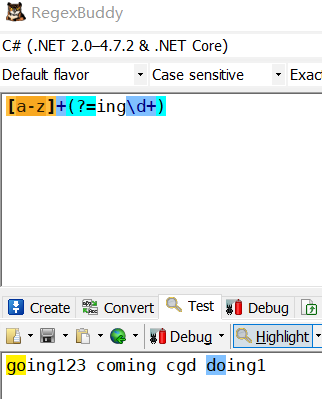 RegexBuddy
C# (.NET 2.0–4.7.2 & .NET Core)
Default flavor Case sensitive Exac
[a-z]+(?=ing\d+)
Create Convert Test Debug
Debug Highlight
going123 coming cgd doing1